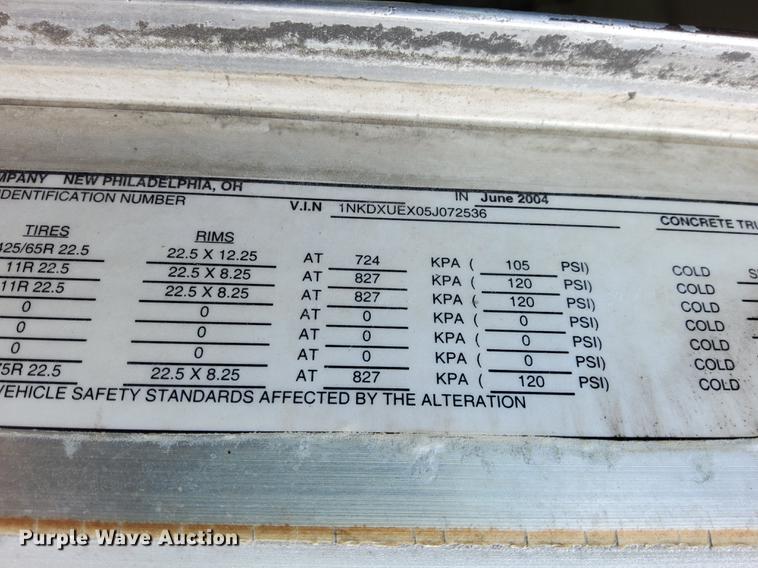 MPANY NEW PHILADELPHIA, OH IN June 2004
IDENTIFICATION NUMBER V.I.N 1NKDXUEX05J072536 CONCRETE TRU
TIRES RIMS
425/65R 22.5 22.5 X 12.25 AT 724 KPA ( 105 PSI) COLD
11R 22.5 22.5 X 8.25 AT 827 KPA ( 120 PSI) COLD
11R 22.5 22.5 X 8.25 AT 827 KPA ( 120 PSI) COLD
0 0 AT 0 KPA ( 0 PSI) COLD
0 0 AT 0 KPA ( 0 PSI) COLD
0 0 AT 0 KPA ( 0 PSI) COLD
75R 22.5 22.5 X 8.25 AT 827 KPA ( 120 PSI) COLD
VEHICLE SAFETY STANDARDS AFFECTED BY THE ALTERATION
Purple Wave Auction